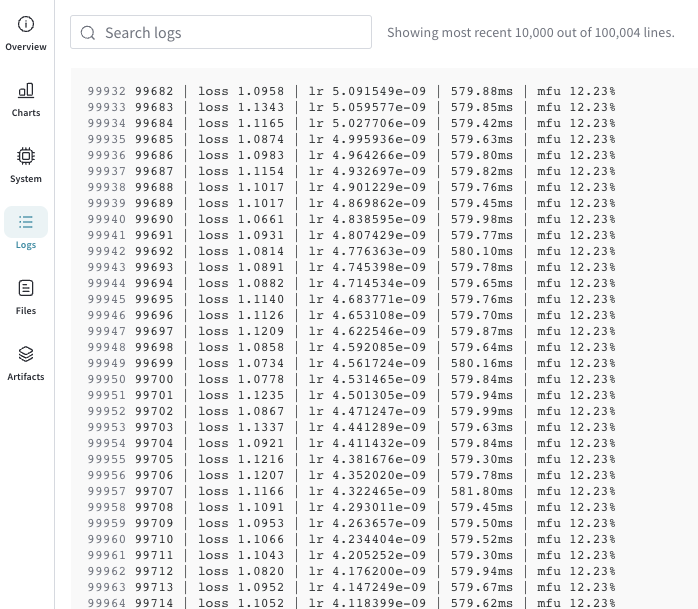 Overview
Charts
System
Logs
Files
Artifacts
Search logs
Showing most recent 10,000 out of 100,004 lines.
99932 99682 | loss 1.0958 | lr 5.091549e-09 | 579.88ms | mfu 12.23%
99933 99683 | loss 1.1343 | lr 5.059577e-09 | 579.85ms | mfu 12.23%
99934 99684 | loss 1.1165 | lr 5.027706e-09 | 579.42ms | mfu 12.23%
99935 99685 | loss 1.0874 | lr 4.995936e-09 | 579.63ms | mfu 12.23%
99936 99686 | loss 1.0983 | lr 4.964266e-09 | 579.80ms | mfu 12.23%
99937 99687 | loss 1.1154 | lr 4.932697e-09 | 579.82ms | mfu 12.23%
99938 99688 | loss 1.1017 | lr 4.901229e-09 | 579.76ms | mfu 12.23%
99939 99689 | loss 1.1017 | lr 4.869862e-09 | 579.45ms | mfu 12.23%
99940 99690 | loss 1.0661 | lr 4.838595e-09 | 579.98ms | mfu 12.23%
99941 99691 | loss 1.0931 | lr 4.807429e-09 | 579.77ms | mfu 12.23%
99942 99692 | loss 1.0814 | lr 4.776363e-09 | 580.10ms | mfu 12.23%
99943 99693 | loss 1.0891 | lr 4.745398e-09 | 579.78ms | mfu 12.23%
99944 99694 | loss 1.0882 | lr 4.714534e-09 | 579.65ms | mfu 12.23%
99945 99695 | loss 1.1140 | lr 4.683771e-09 | 579.76ms | mfu 12.23%
99946 99696 | loss 1.1126 | lr 4.653108e-09 | 579.70ms | mfu 12.23%
99947 99697 | loss 1.1209 | lr 4.622546e-09 | 579.87ms | mfu 12.23%
99948 99698 | loss 1.0858 | lr 4.592085e-09 | 579.64ms | mfu 12.23%
99949 99699 | loss 1.0734 | lr 4.561724e-09 | 580.16ms | mfu 12.23%
99950 99700 | loss 1.0778 | lr 4.531465e-09 | 579.84ms | mfu 12.23%
99951 99701 | loss 1.1235 | lr 4.501305e-09 | 579.94ms | mfu 12.23%
99952 99702 | loss 1.0867 | lr 4.471247e-09 | 579.99ms | mfu 12.23%
99953 99703 | loss 1.1337 | lr 4.441289e-09 | 579.63ms | mfu 12.23%
99954 99704 | loss 1.0921 | lr 4.411432e-09 | 579.84ms | mfu 12.23%
99955 99705 | loss 1.1216 | lr 4.381676e-09 | 579.30ms | mfu 12.23%
99956 99706 | loss 1.1207 | lr 4.352020e-09 | 579.78ms | mfu 12.23%
99957 99707 | loss 1.1166 | lr 4.322465e-09 | 581.80ms | mfu 12.23%
99958 99708 | loss 1.1091 | lr 4.293011e-09 | 579.45ms | mfu 12.23%
99959 99709 | loss 1.0953 | lr 4.263657e-09 | 579.50ms | mfu 12.23%
99960 99710 | loss 1.1066 | lr 4.234404e-09 | 579.52ms | mfu 12.23%
99961 99711 | loss 1.1043 | lr 4.205252e-09 | 579.30ms | mfu 12.23%
99962 99712 | loss 1.0820 | lr 4.176200e-09 | 579.94ms | mfu 12.23%
99963 99713 | loss 1.0952 | lr 4.147249e-09 | 579.67ms | mfu 12.23%
99964 99714 | loss 1.1052 | lr 4.118399e-09 | 579.62ms | mfu 12.23%